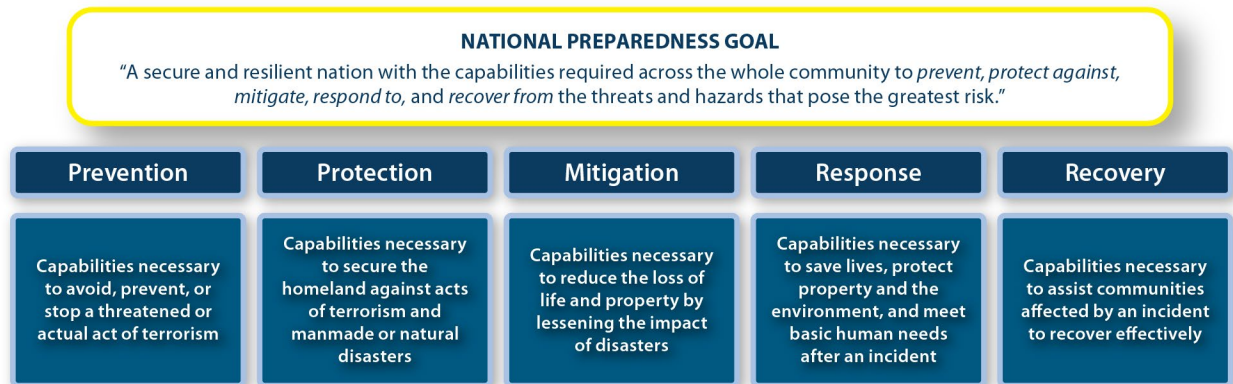 NATIONAL PREPAREDNESS GOAL
“A secure and resilient nation with the capabilities required across the whole community to prevent, protect against,
mitigate, respond to, and recover from the threats and hazards that pose the greatest risk.”
Prevention
Capabilities necessary
to avoid, prevent, or
stop a threatened or
actual act of terrorism
Protection
Capabilities necessary
to secure the
homeland against acts
of terrorism and
manmade or natural
disasters
Mitigation
Capabilities necessary
to reduce the loss of
life and property by
lessening the impact
of disasters
Response
Capabilities necessary
to save lives, protect
property and the
environment, and meet
basic human needs
after an incident
Recovery
Capabilities necessary
to assist communities
affected by an incident
to recover effectively